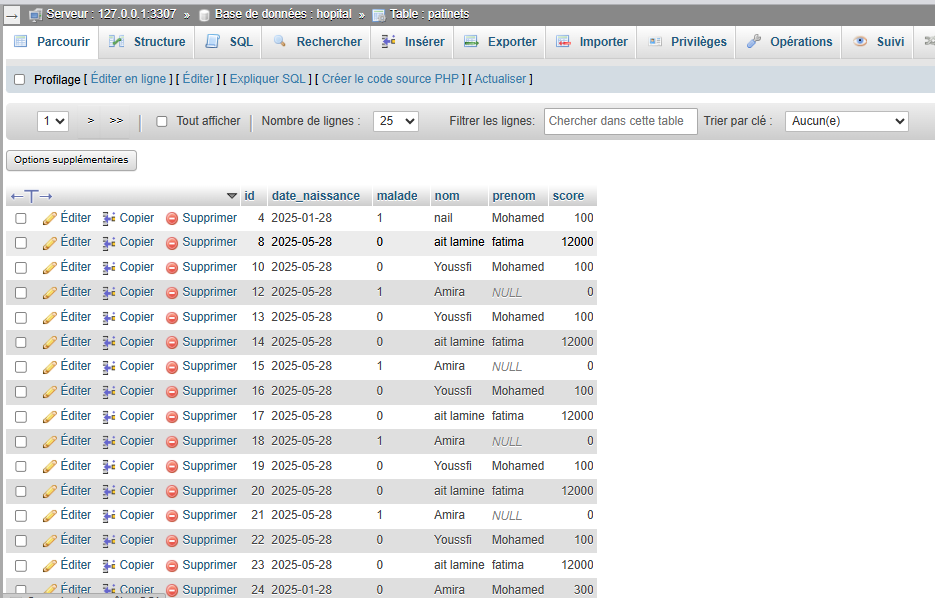 Serveur : 127.0.0.1:3307 » Base de données : hopital » Table : patinets
Parcourir Structure SQL Rechercher Insérer Exporter Importer Privilèges Opérations Suivi
Profilage [ Éditer en ligne ] [ Éditer ] [ Expliquer SQL ] [ Créer le code source PHP ] [ Actualiser ]
1 > >> Tout afficher Nombre de lignes : 25 Filtrer les lignes: Chercher dans cette table Trier par clé : Aucun(e)
Options supplémentaires
←T→ id date_naissance malade nom prenom score
Éditer Copier Supprimer 4 2025-01-28 1 nail Mohamed 100
Éditer Copier Supprimer 8 2025-05-28 0 ait lamine fatima 12000
Éditer Copier Supprimer 10 2025-05-28 0 Youssfi Mohamed 100
Éditer Copier Supprimer 12 2025-05-28 1 Amira NULL 0
Éditer Copier Supprimer 13 2025-05-28 0 Youssfi Mohamed 100
Éditer Copier Supprimer 14 2025-05-28 0 ait lamine fatima 12000
Éditer Copier Supprimer 15 2025-05-28 1 Amira NULL 0
Éditer Copier Supprimer 16 2025-05-28 0 Youssfi Mohamed 100
Éditer Copier Supprimer 17 2025-05-28 0 ait lamine fatima 12000
Éditer Copier Supprimer 18 2025-05-28 1 Amira NULL 0
Éditer Copier Supprimer 19 2025-05-28 0 Youssfi Mohamed 100
Éditer Copier Supprimer 20 2025-05-28 0 ait lamine fatima 12000
Éditer Copier Supprimer 21 2025-05-28 1 Amira NULL 0
Éditer Copier Supprimer 22 2025-05-28 0 Youssfi Mohamed 100
Éditer Copier Supprimer 23 2025-05-28 0 ait lamine fatima 12000
Éditer Copier Supprimer 24 2025-01-28 0 Amira Mohamed 300